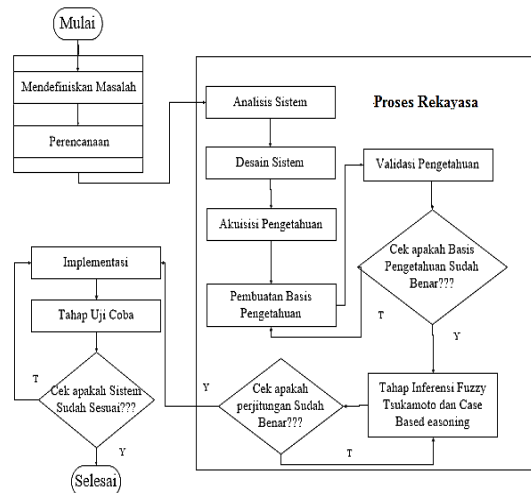 Mulai
Mendefiniskan Masalah
Perencanaan
Proses Rekayasa
Analisis Sistem
Desain Sistem
Akuisisi Pengetahuan
Pembuatan Basis
Pengetahuan
Validasi Pengetahuan
Cek apakah Basis
Pengetahuan Sudah
Benar???
T
Y
Tahap Inferensi Fuzzy
Tsukamoto dan Case
Based easoning
Cek apakah
perjitungan Sudah
Benar???
Y
T
Implementasi
Tahap Uji Coba
Cek apakah Sistem
Sudah Sesuai???
T
Y
Selesai